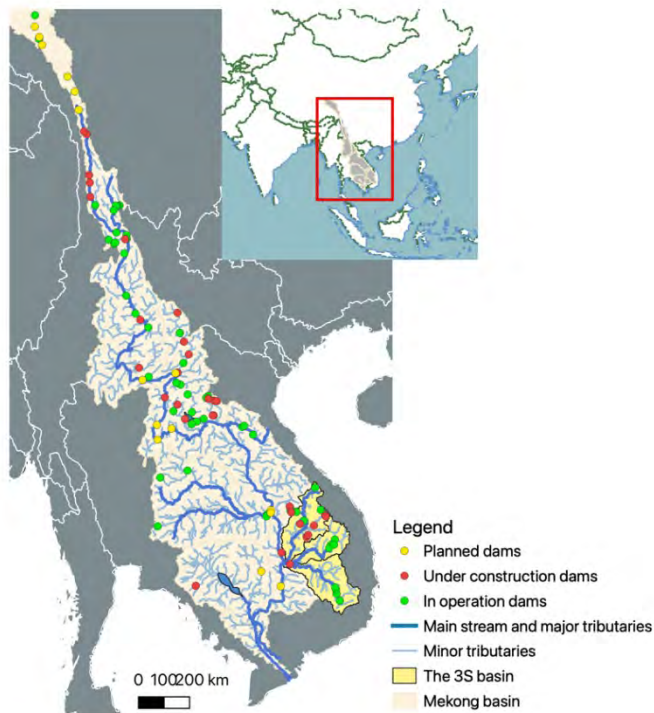 Legend
Planned dams
Under construction dams
In operation dams
Main stream and major tributaries
Minor tributaries
The 3S basin
Mekong basin
0 100200 km